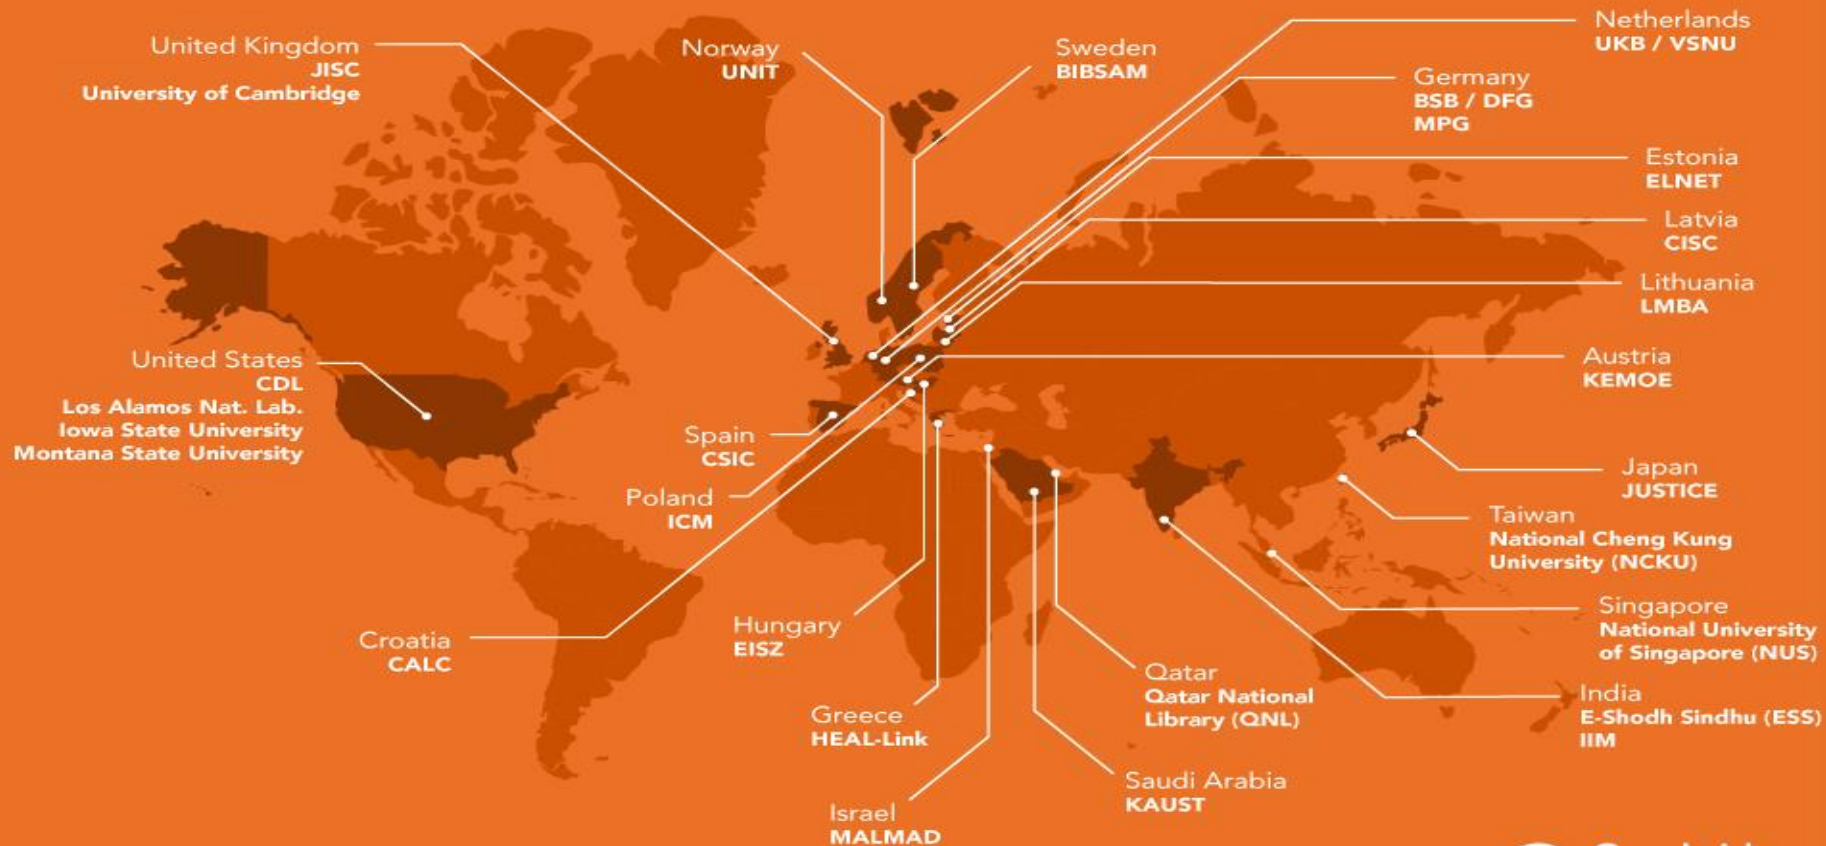 United Kingdom
JISC
University of Cambridge
Norway
UNIT
Sweden
BIBSAM
Netherlands
UKB / VSNU
Germany
BSB / DFG
MPG
Estonia
ELNET
Latvia
CISC
Lithuania
LMBA
Austria
KEMOE
United States
CDL
Los Alamos Nat. Lab.
Iowa State University
Montana State University
Spain
CSIC
Poland
ICM
Japan
JUSTICE
Taiwan
National Cheng Kung
University (NCKU)
Croatia
CALC
Hungary
EISZ
Greece
HEAL-Link
Israel
MALMAD
Qatar
Qatar National
Library (QNL)
Saudi Arabia
KAUST
Singapore
National University
of Singapore (NUS)
India
E-Shodh Sindhu (ESS)
IIM